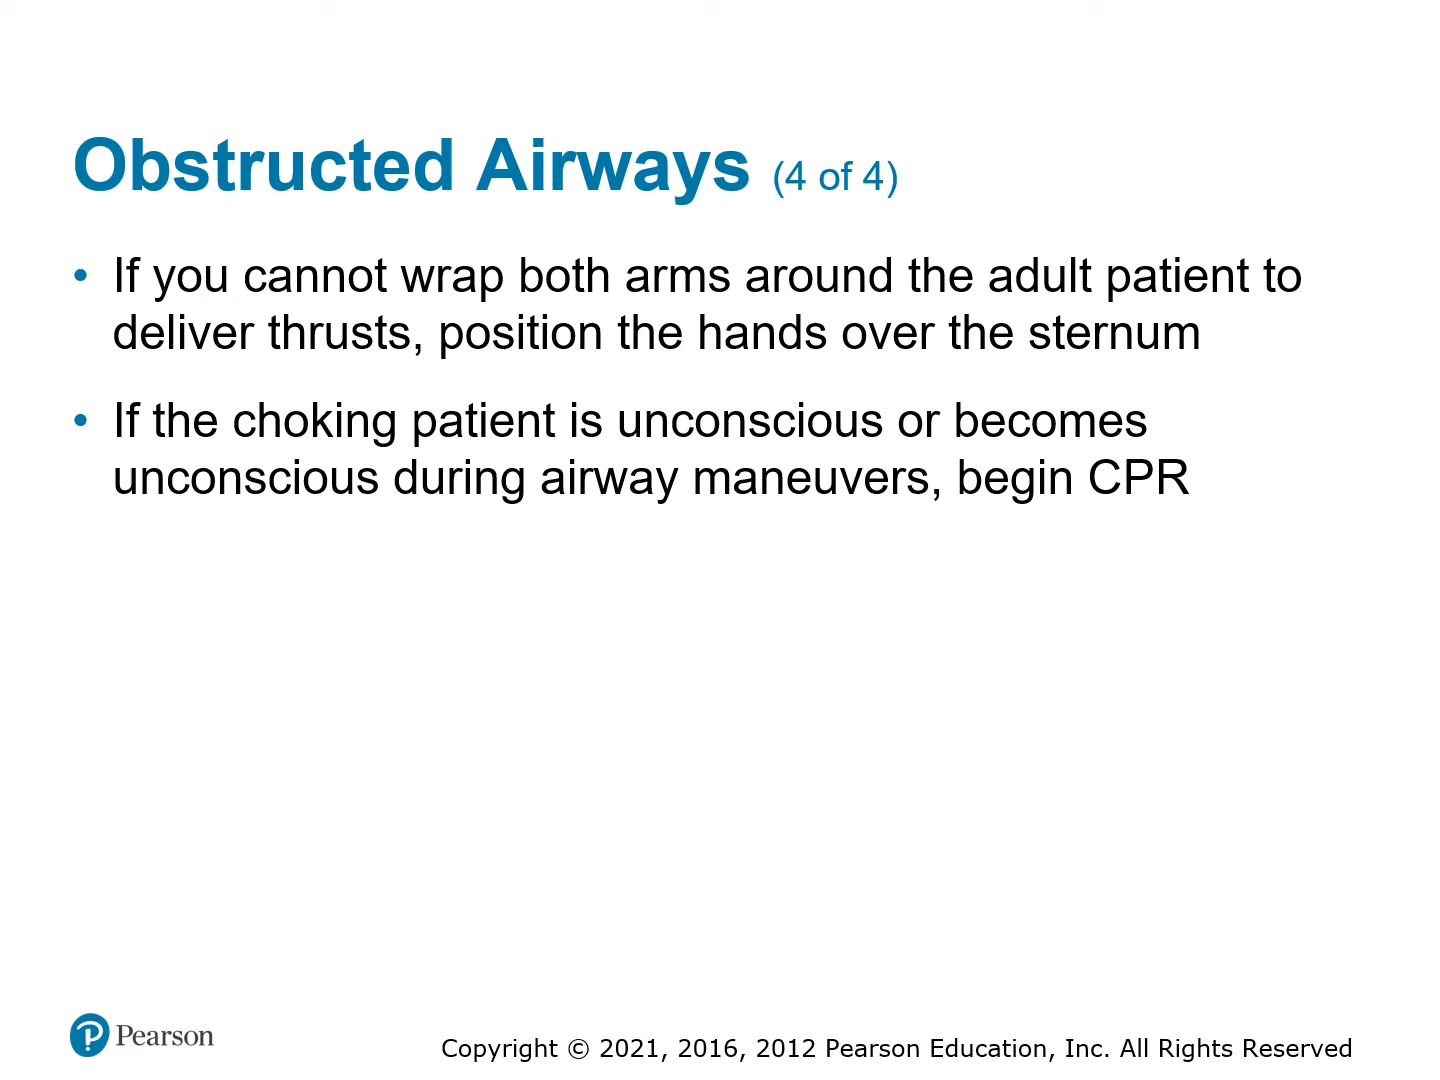 Obstructed Airways (4 of 4)
• If you cannot wrap both arms around the adult patient to
deliver thrusts, position the hands over the sternum
• If the choking patient is unconscious or becomes
unconscious during airway maneuvers, begin CPR
Pearson
Copyright © 2021, 2016, 2012 Pearson Education, Inc. All Rights Reserved